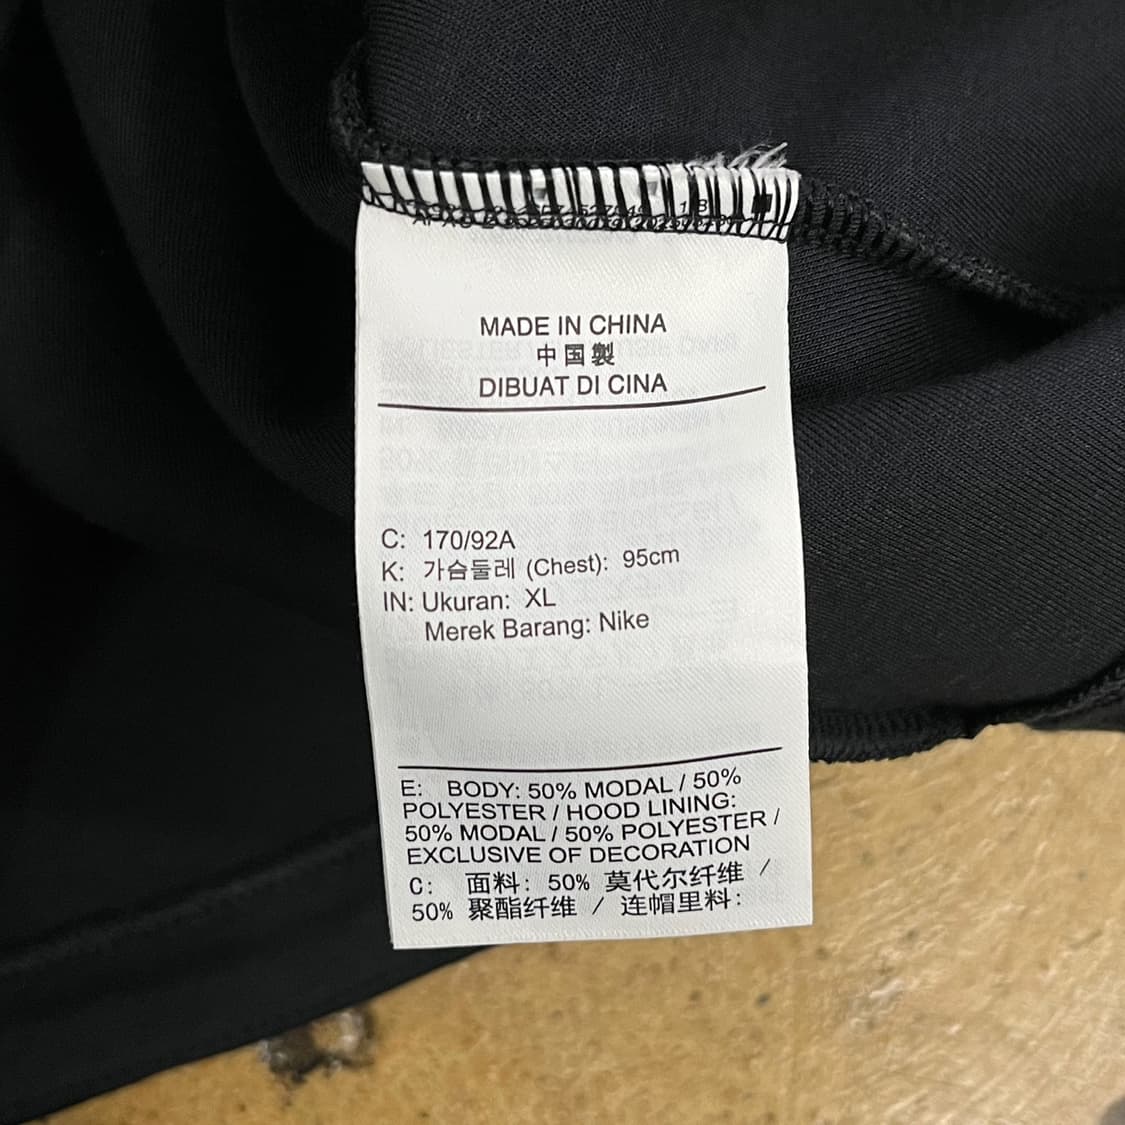 MADE IN CHINA
中国製
DIBUAT DI CINA
C: 170/92A
K: 가슴둘레 (Chest): 95cm
IN: Ukuran: XL
Merek Barang: Nike
E: BODY: 50% MODAL / 50%
POLYESTER / HOOD LINING:
50% MODAL / 50% POLYESTER /
EXCLUSIVE OF DECORATION
C: 面料: 50% 莫代尔纤维 /
50% 聚酯纤维 / 连帽里料: